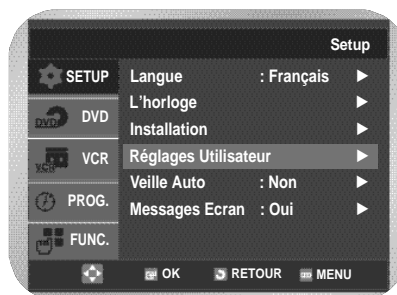 Setup
SETUP
DVD
VCR
PROG.
FUNC.
Langue : Français ►
L'horloge ►
Installation ►
Réglages Utilisateur ►
Veille Auto : Non ►
Messages Ecran : Oui ►
OK RETOUR MENU